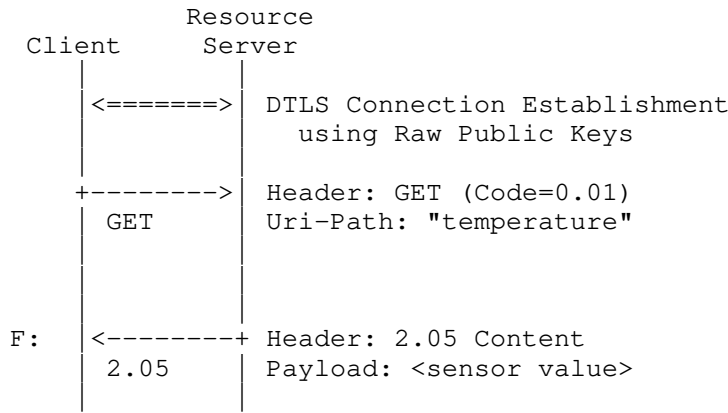 Resource
Client Server
<=======> DTLS Connection Establishment
using Raw Public Keys
+--------> Header: GET (Code=0.01)
GET Uri-Path: "temperature"
F: <--------+ Header: 2.05 Content
2.05 Payload: <sensor value>